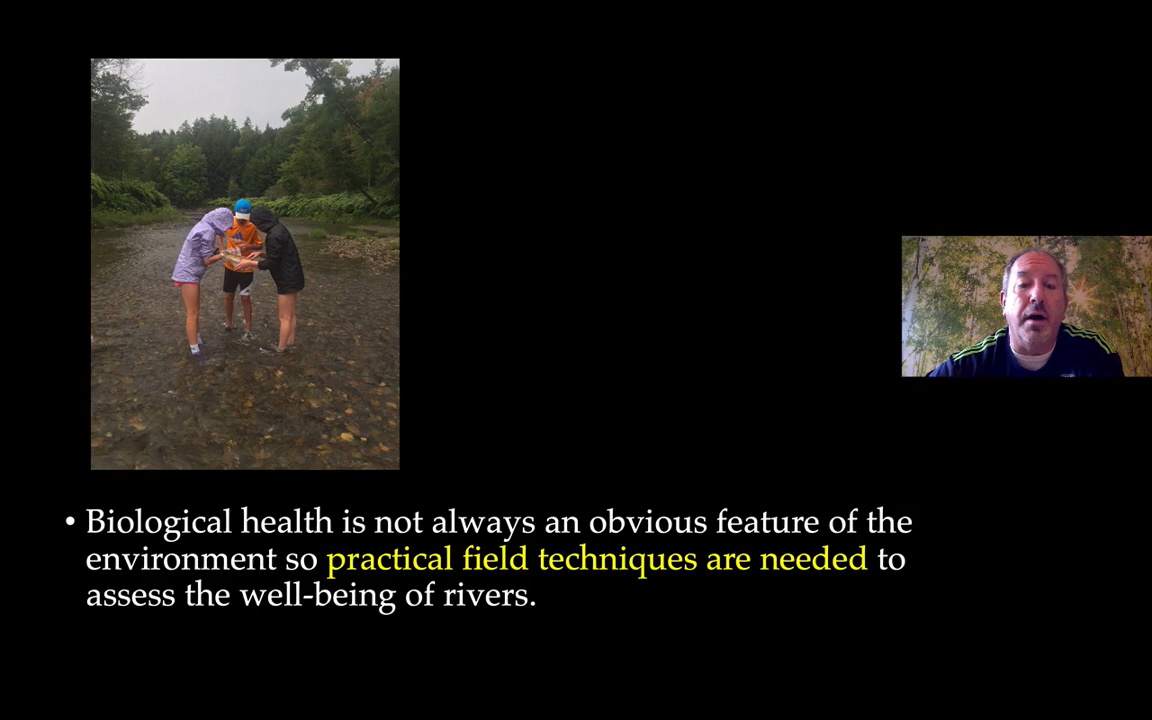 • Biological health is not always an obvious feature of the
environment so practical field techniques are needed to
assess the well-being of rivers.